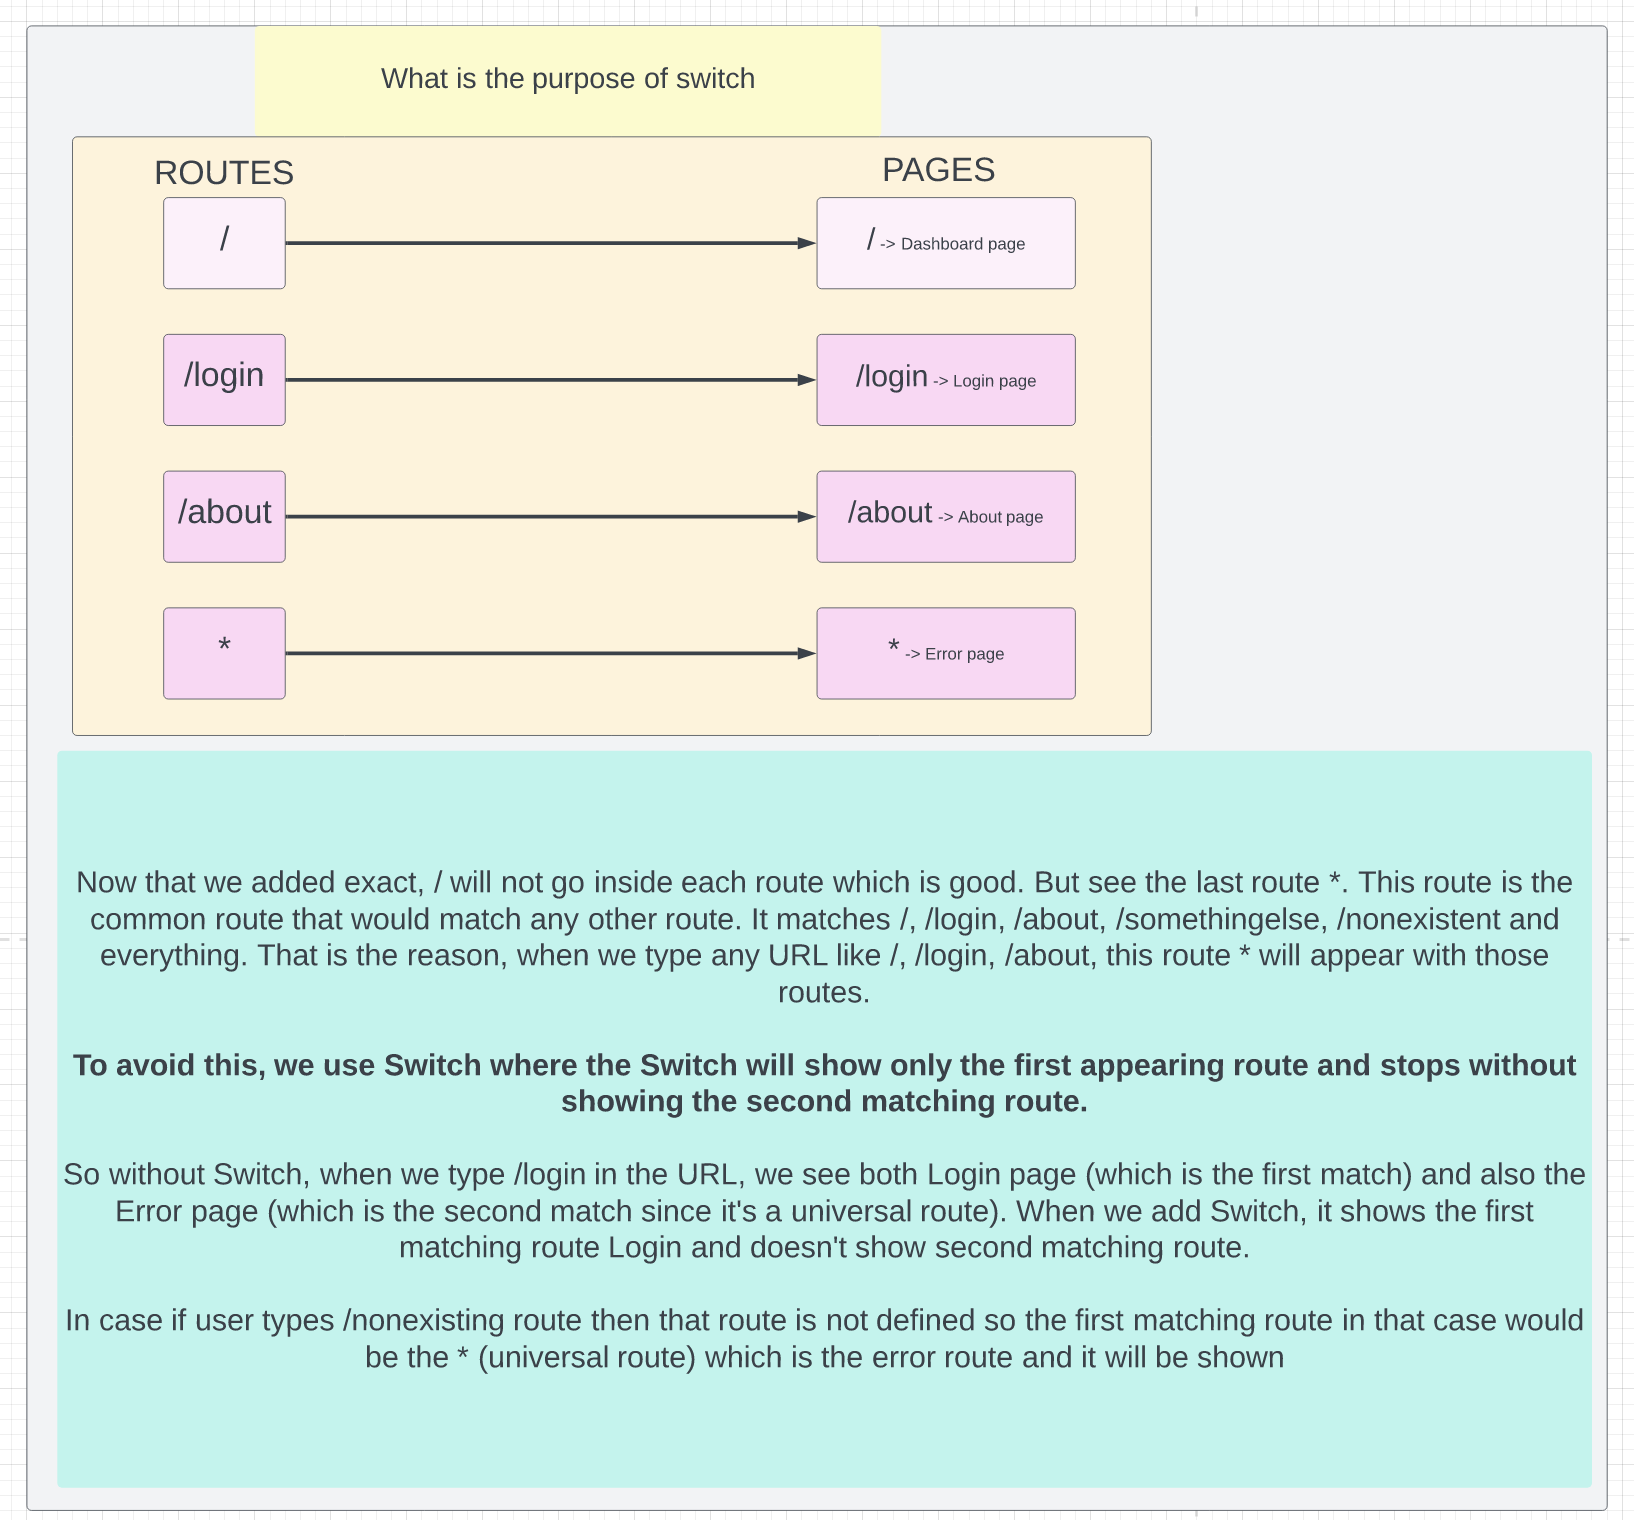 What is the purpose of switch
ROUTES
PAGES
/
/ -> Dashboard page
/login
/login -> Login page
/about
/about -> About page
*
* -> Error page
Now that we added exact, / will not go inside each route which is good. But see the last route *. This route is the
common route that would match any other route. It matches /, /login, /about, /somethingelse, /nonexistent and
everything. That is the reason, when we type any URL like /, /login, /about, this route * will appear with those
routes.
To avoid this, we use Switch where the Switch will show only the first appearing route and stops without
showing the second matching route.
So without Switch, when we type /login in the URL, we see both Login page (which is the first match) and also the
Error page (which is the second match since it's a universal route). When we add Switch, it shows the first
matching route Login and doesn't show second matching route.
In case if user types /nonexisting route then that route is not defined so the first matching route in that case would
be the * (universal route) which is the error route and it will be shown